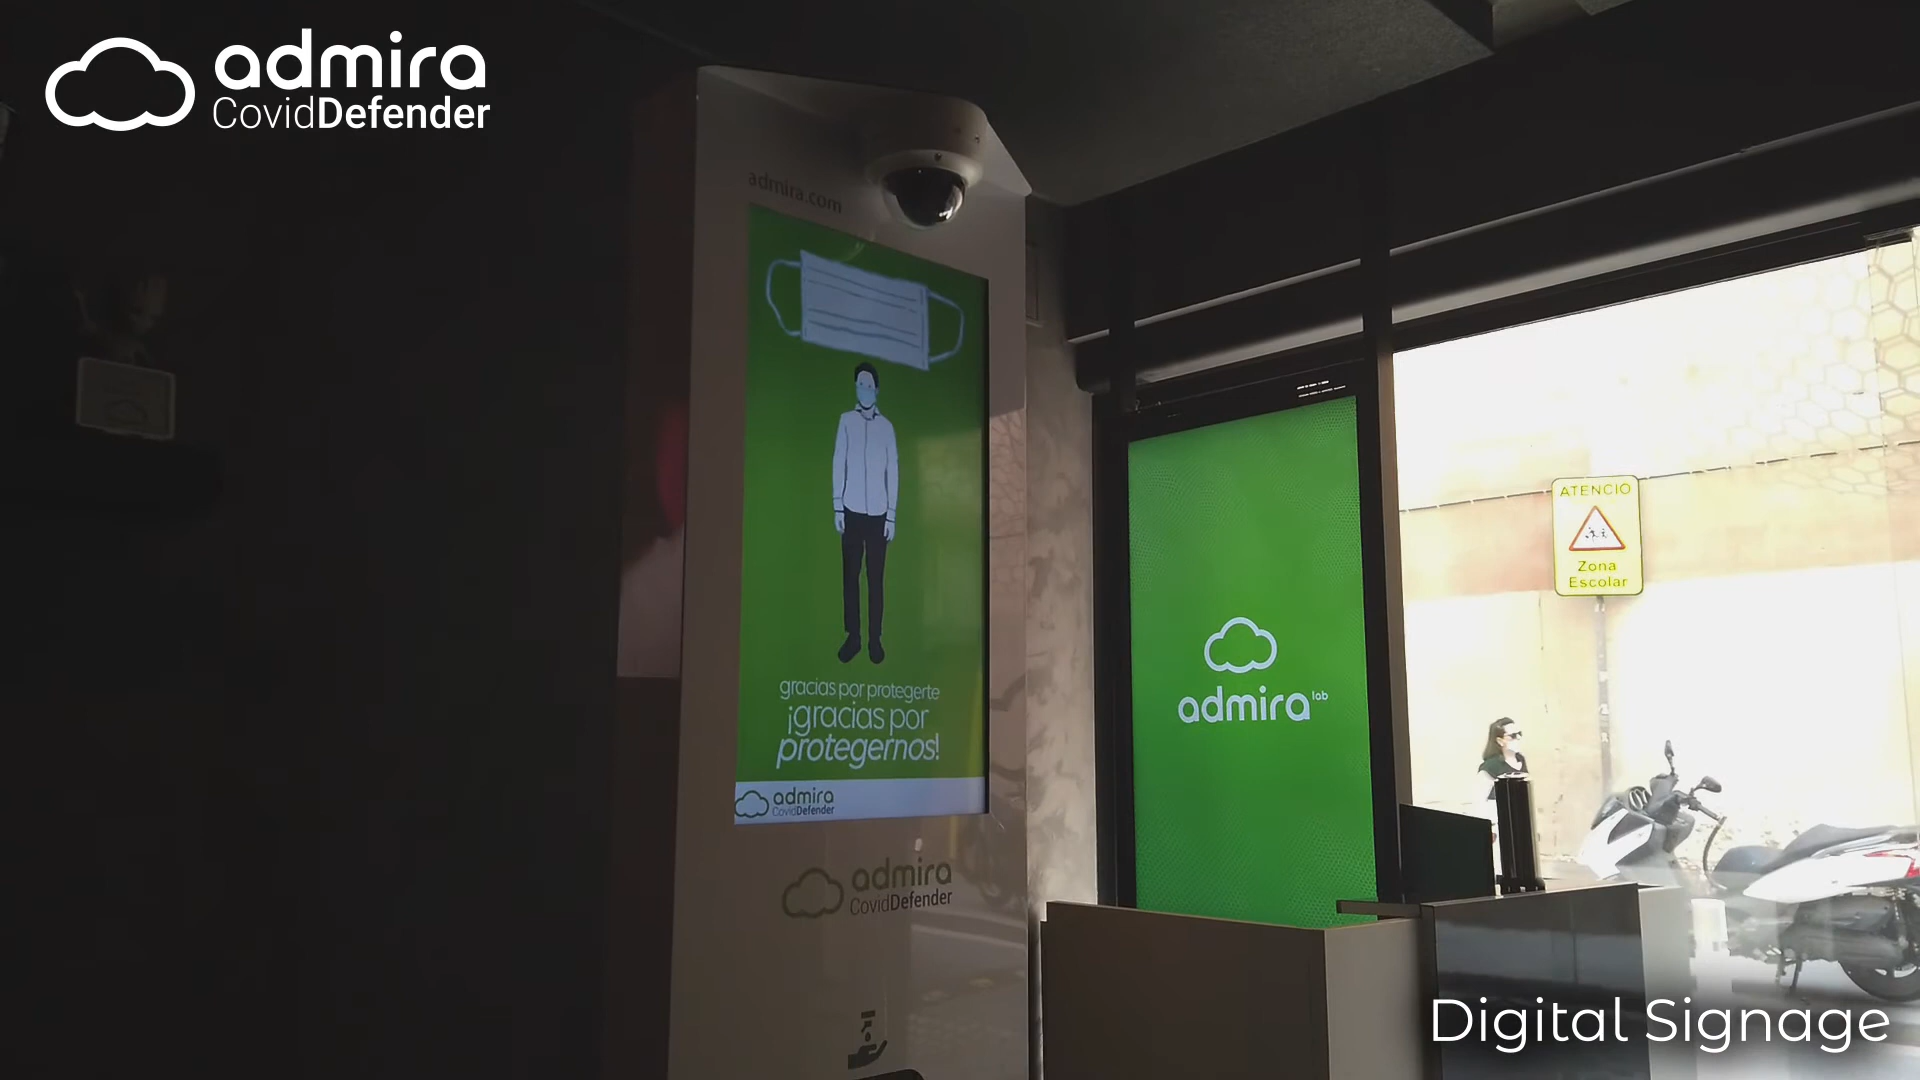 admira
CovidDefender
admira.com
gracias por protegerte
¡gracias por
protegernos!
admira
CovidDefender
admira
CovidDefender
admira lab
ATENCIO
Zona
Escolar
Digital Signage